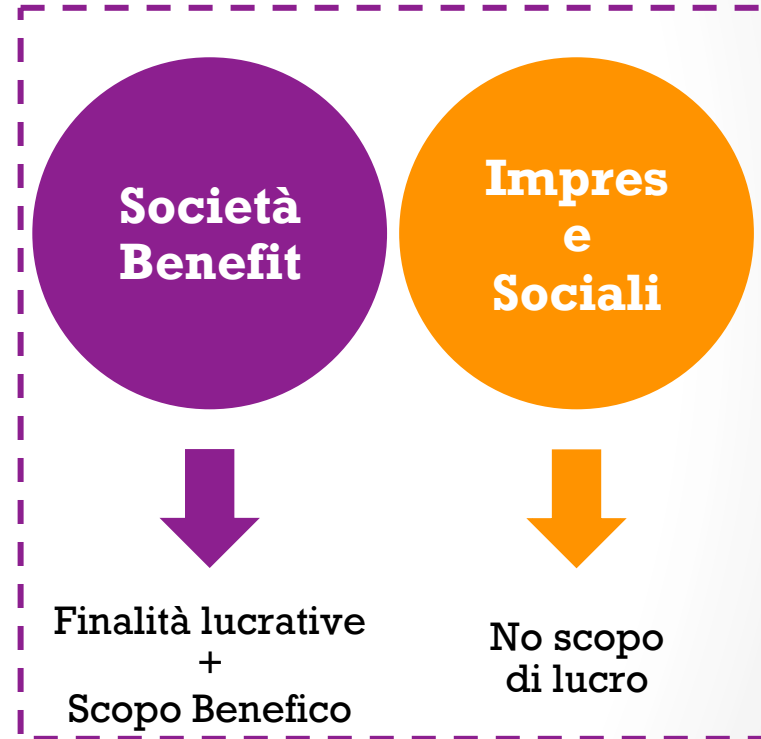 Società
Benefit
Impres
e
Sociali
Finalità lucrative
+
Scopo Benefico
No scopo
di lucro